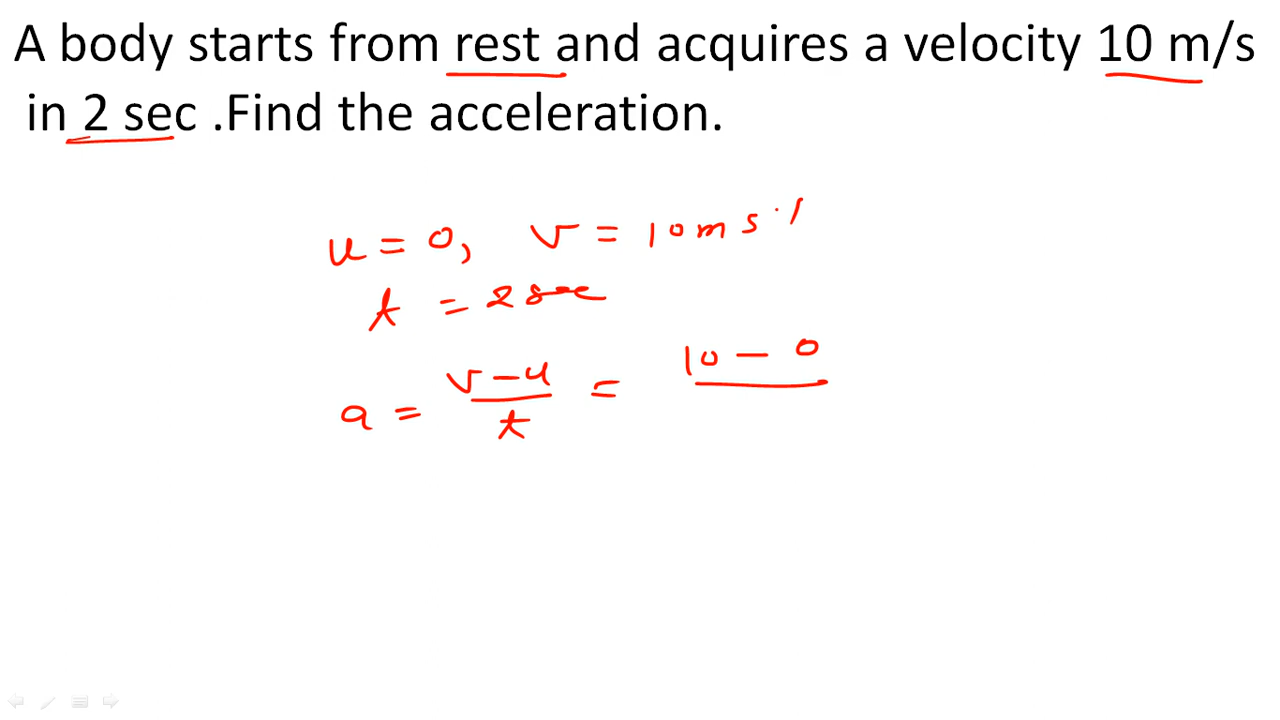 A body starts from rest and acquires a velocity 10 m/s
in 2 sec .Find the acceleration.
u = 0, v = 10 m s-1
t = 2 sec
a = v-u/t = 10 - 0